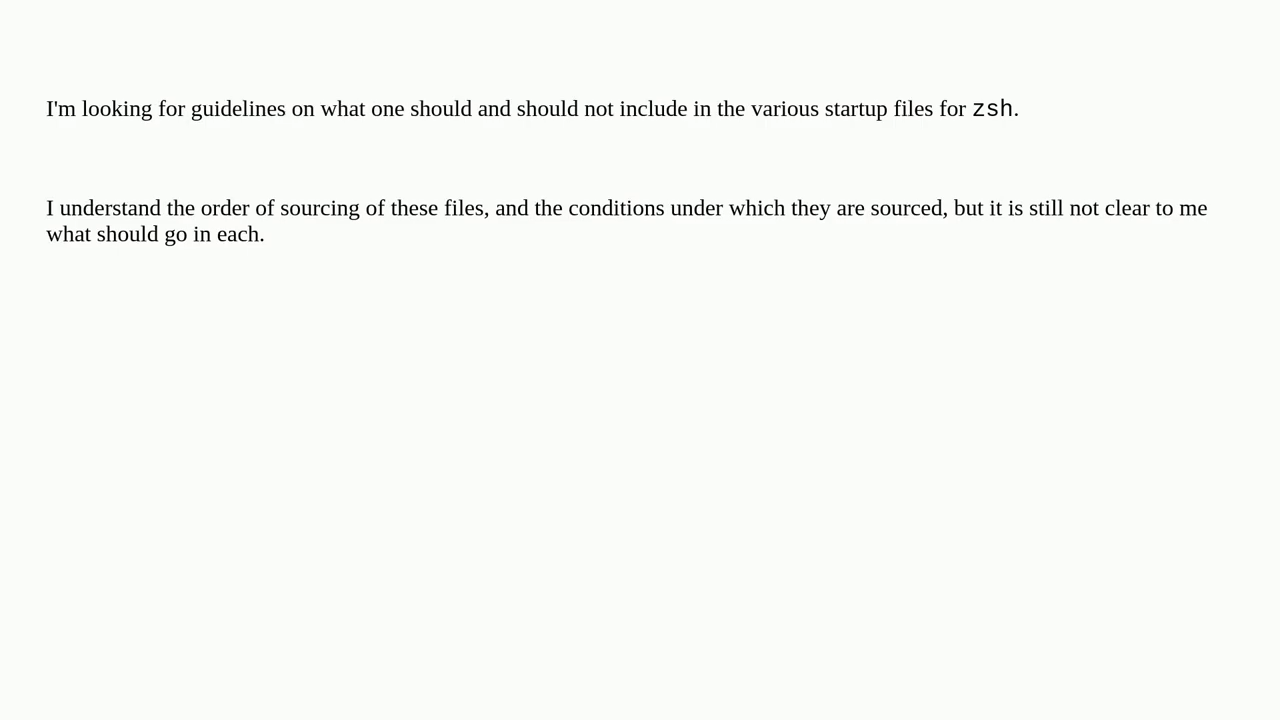 I'm looking for guidelines on what one should and should not include in the various startup files for zsh.
I understand the order of sourcing of these files, and the conditions under which they are sourced, but it is still not clear to me
what should go in each.